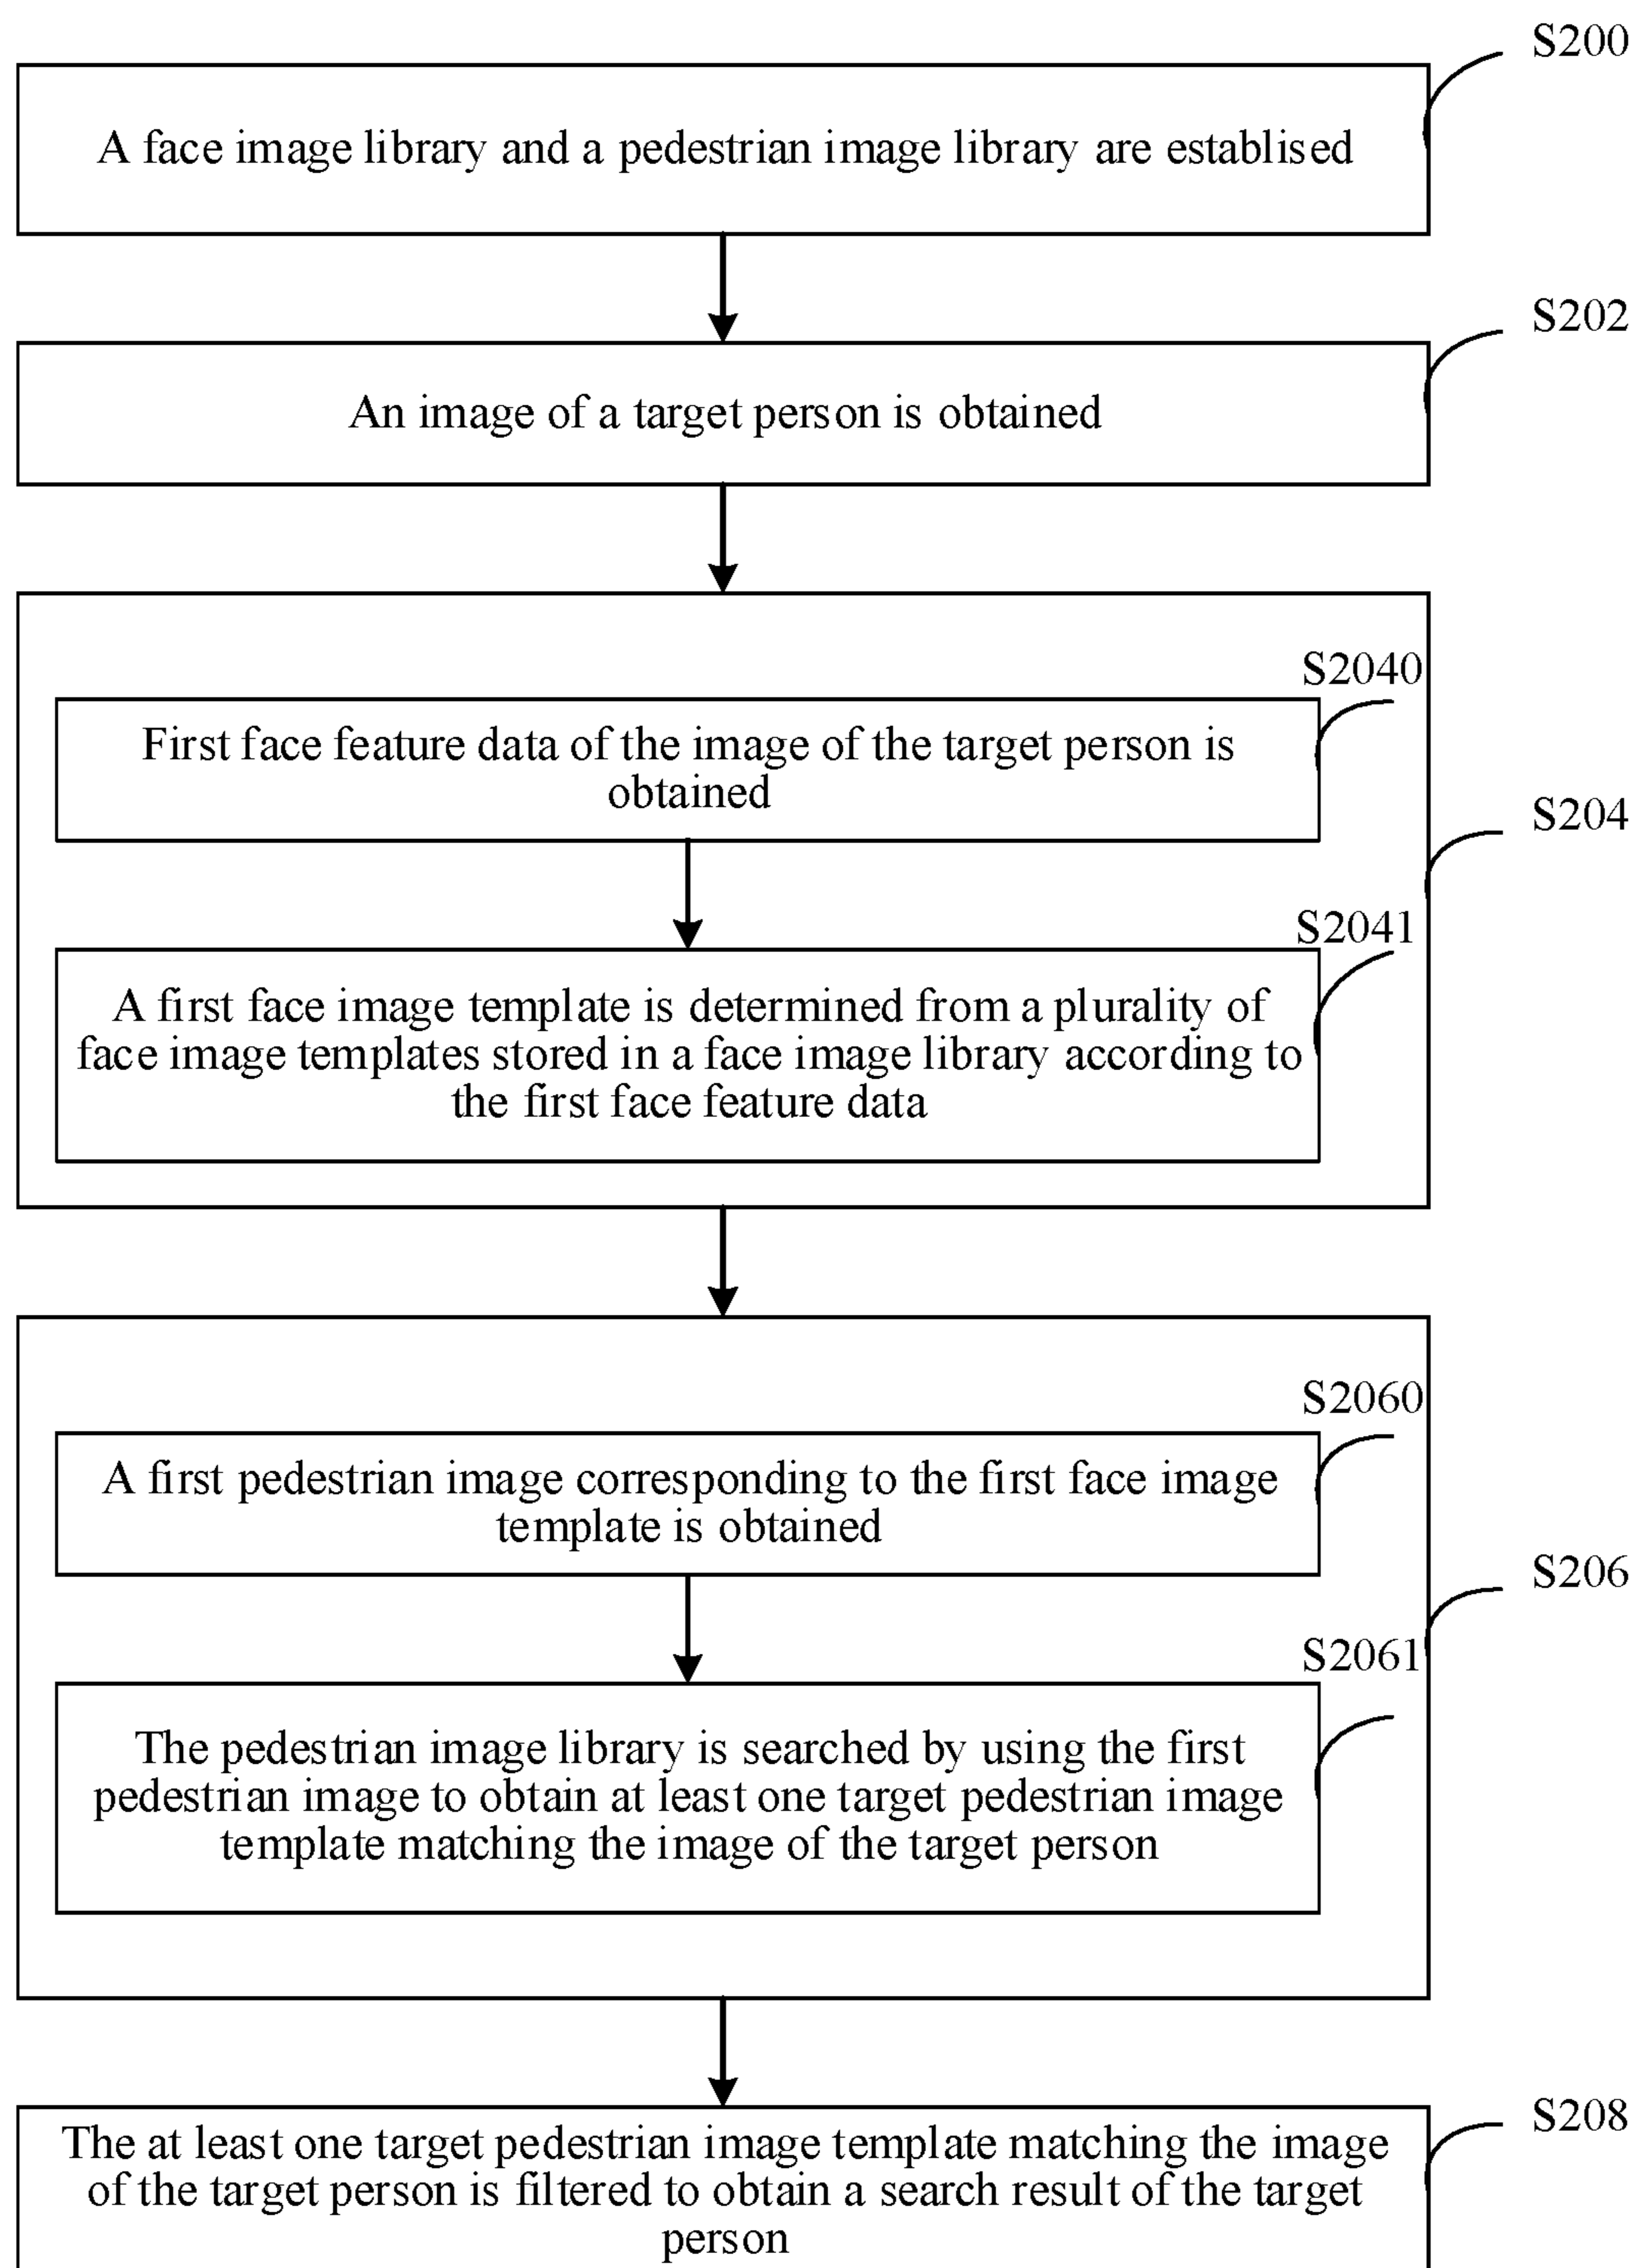 S200
A face image library and a pedestrian image library are establised
S202
An image of a target person is obtained
S204
S2040
First face feature data of the image of the target person is
obtained
S2041
A first face image template is determined from a plurality of
face image templates stored in a face image library according to
the first face feature data
S206
S2060
A first pedestrian image corresponding to the first face image
template is obtained
S2061
The pedestrian image library is searched by using the first
pedestrian image to obtain at least one target pedestrian image
template matching the image of the target person
S208
The at least one target pedestrian image template matching the image
of the target person is filtered to obtain a search result of the target
person